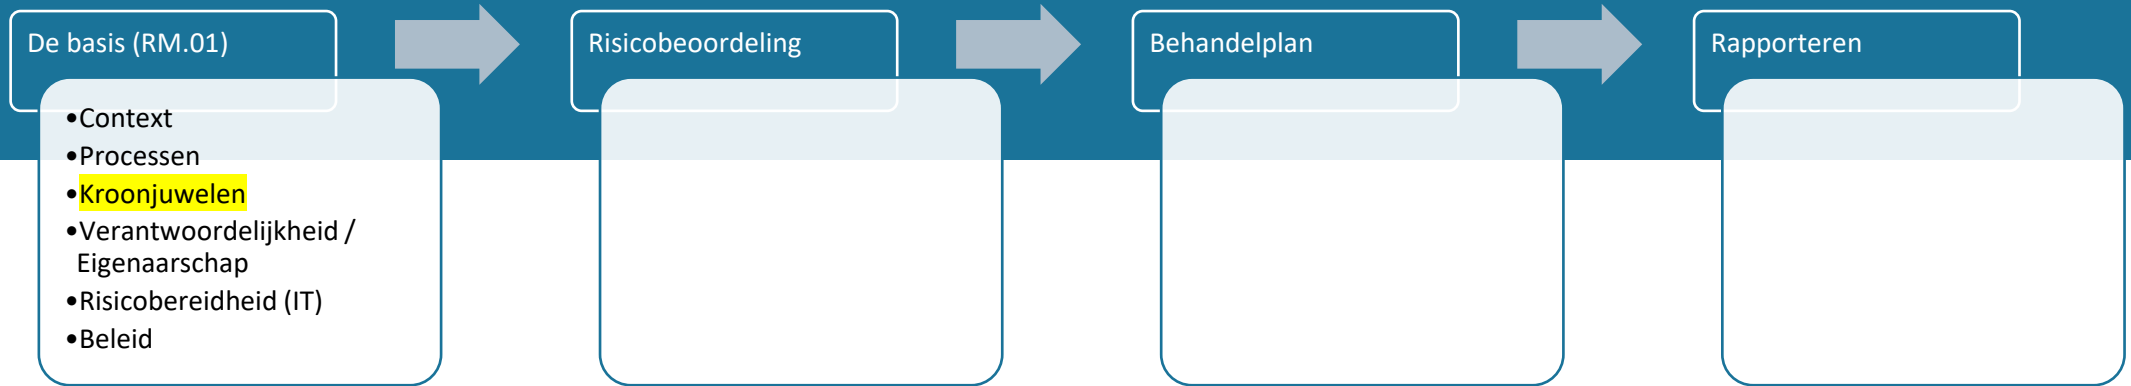 De basis (RM.01)
•Context
•Processen
•Kroonjuwelen
•Verantwoordelijkheid /
Eigenaarschap
•Risicobereidheid (IT)
•Beleid
Risicobeoordeling
Behandelplan
Rapporteren